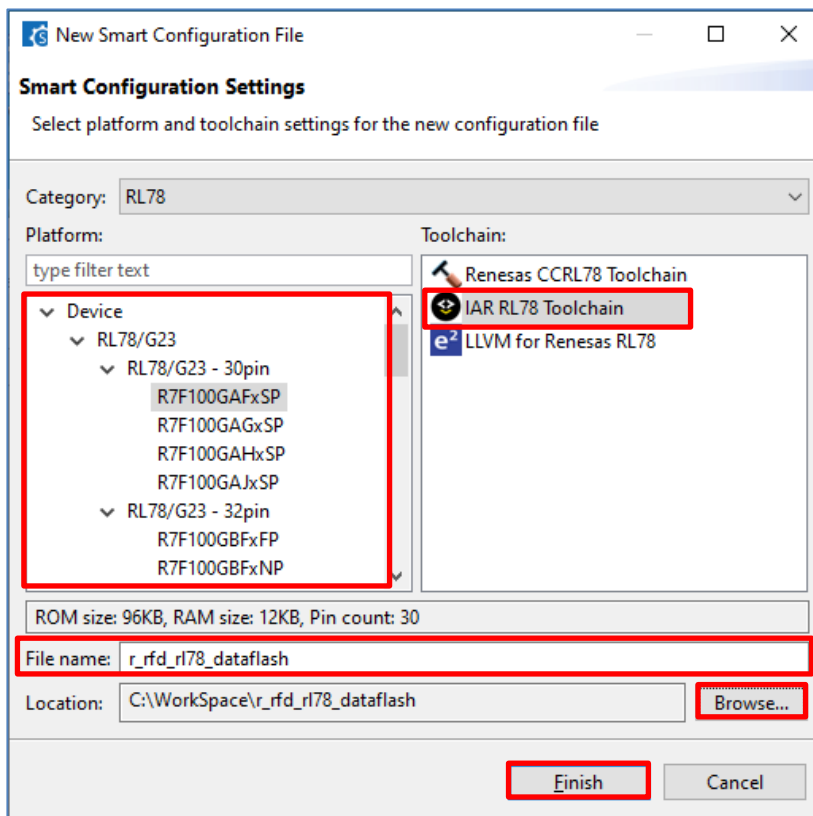 New Smart Configuration File
Smart Configuration Settings
Select platform and toolchain settings for the new configuration file
Category: RL78
Platform:
type filter text
Device
RL78/G23
RL78/G23 - 30pin
R7F100GAFxSP
R7F100GAGxSP
R7F100GAHxSP
R7F100GAJxSP
RL78/G23 - 32pin
R7F100GBFxFP
R7F100GBFxNP
Toolchain:
Renesas CCRL78 Toolchain
IAR RL78 Toolchain
e² LLVM for Renesas RL78
ROM size: 96KB, RAM size: 12KB, Pin count: 30
File name: r_rfd_rl78_dataflash
Location: C:\WorkSpace\r_rfd_rl78_dataflash Browse...
Finish Cancel